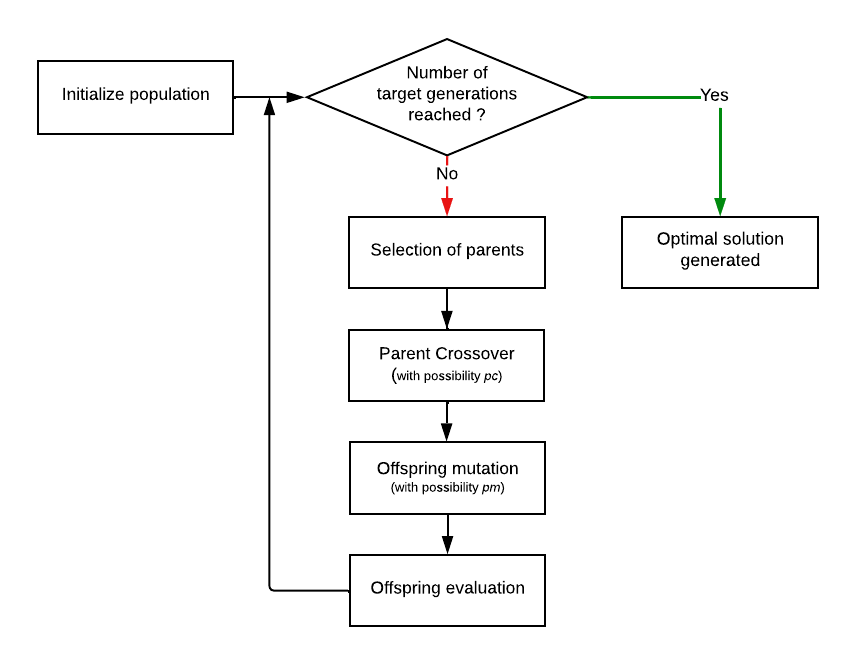 Initialize population
Number of
target generations
reached ?
Yes
No
Selection of parents
Optimal solution
generated
Parent Crossover
(with possibility pc)
Offspring mutation
(with possibility pm)
Offspring evaluation